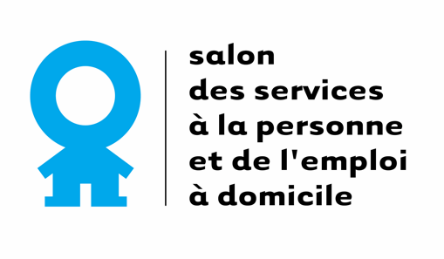 salon
des services
à la personne
et de l'emploi
à domicile